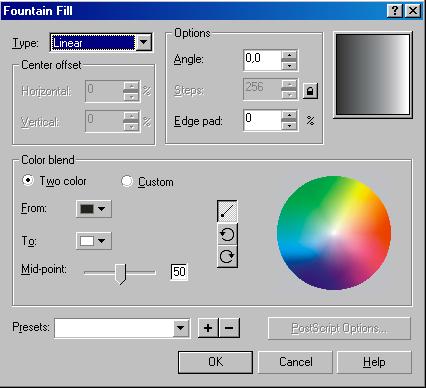 Fountain Fill
Type: Linear
Center offset
Horizontal: 0 %
Vertical: 0 %
Options
Angle: 0,0
Steps: 256
Edge pad: 0 %
Color blend
Two color Custom
From:
To:
Mid-point: 50
Presets:
PostScript Options...
OK Cancel Help